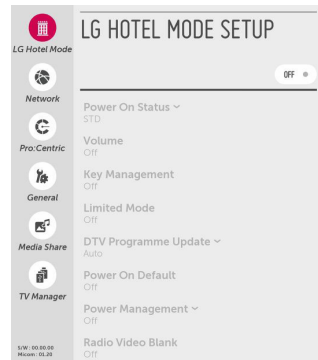 LG Hotel Mode
Network
Pro:Centric
General
Media Share
TV Manager
S/W : 00.00.00
Micom : 01.20
LG HOTEL MODE SETUP
OFF
Power On Status
STD
Volume
Off
Key Management
Off
Limited Mode
Off
DTV Programme Update
Auto
Power On Default
Off
Power Management
Off
Radio Video Blank
Off